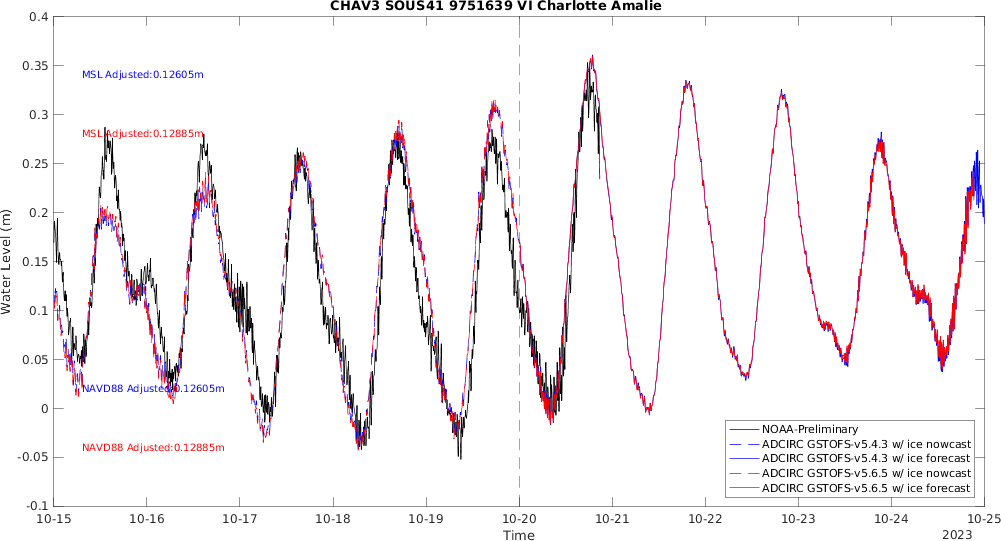 CHAV3 SOUS41 9751639 VI Charlotte Amalie
0.4
0.35
0.3
0.25
0.2
0.15
0.1
0.05
0
-0.05
-0.1
Water Level (m)
MSL Adjusted:0.12605m
MSL Adjusted:0.12885m
NAVD88 Adjusted:0.12605m
NAVD88 Adjusted:0.12885m
NOAA-Preliminary
ADCIRC GSTOFS-v5.4.3 w/ ice nowcast
ADCIRC GSTOFS-v5.4.3 w/ ice forecast
ADCIRC GSTOFS-v5.6.5 w/ ice nowcast
ADCIRC GSTOFS-v5.6.5 w/ ice forecast
10-15 10-16 10-17 10-18 10-19 10-20 10-21 10-22 10-23 10-24 10-25
Time
2023